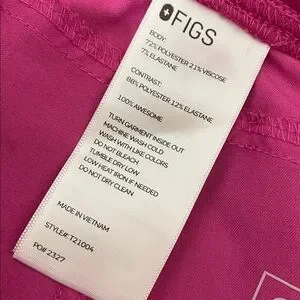 FIGS
BODY:
72% POLYESTER 21% VISCOSE
7% ELASTANE
CONTRAST:
88% POLYESTER 12% ELASTANE
100% AWESOME
TURN GARMENT INSIDE OUT
MACHINE WASH COLD
WASH WITH LIKE COLORS
DO NOT BLEACH
TUMBLE DRY LOW
LOW HEAT IRON IF NEEDED
DO NOT DRY CLEAN
MADE IN VIETNAM
STYLE#: T21004
PO# 2327